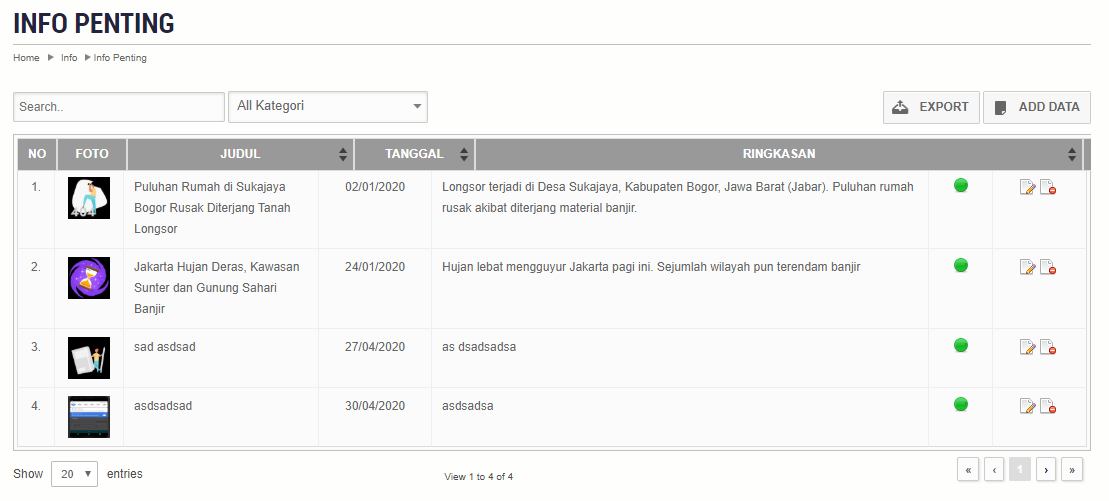 INFO PENTING
Home Info Info Penting
Search.. All Kategori EXPORT ADD DATA
NO FOTO JUDUL TANGGAL RINGKASAN
1. 404 Puluhan Rumah di Sukajaya 02/01/2020 Longsor terjadi di Desa Sukajaya, Kabupaten Bogor, Jawa Barat (Jabar). Puluhan rumah
Bogor Rusak Diterjang Tanah rusak akibat diterjang material banjir.
Longsor
2. Jakarta Hujan Deras, Kawasan 24/01/2020 Hujan lebat mengguyur Jakarta pagi ini. Sejumlah wilayah pun terendam banjir
Sunter dan Gunung Sahari
Banjir
3. sad asdsad 27/04/2020 as dsadsadsa
4. asdsadsad 30/04/2020 asdsadsa
Show 20 entries View 1 to 4 of 4 « ‹ 1 › »